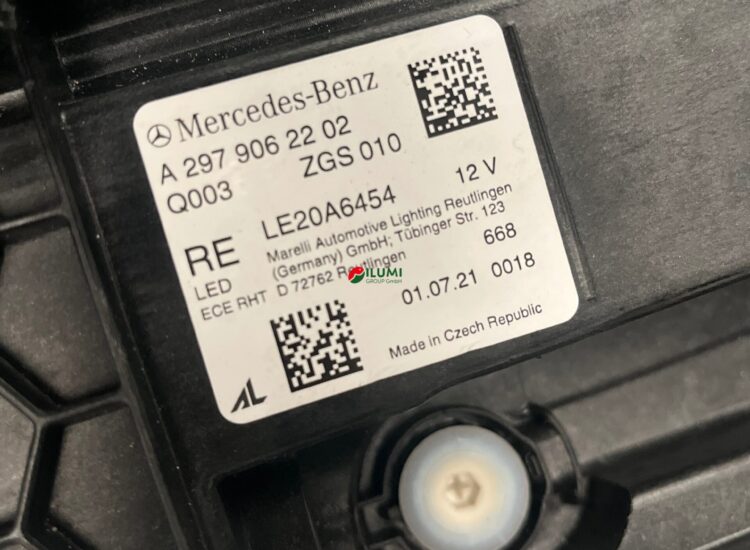 Mercedes-Benz
A 297 906 22 02
Q003 ZGS 010
RE LE20A6454 12 V
LED Marelli Automotive Lighting Reutlingen
(Germany) GmbH; Tübinger Str. 123
ECE RHT D 72762 Reutlingen 668
ILUMI
GROUP GmbH
01.07.21 0018
Made in Czech Republic
AL